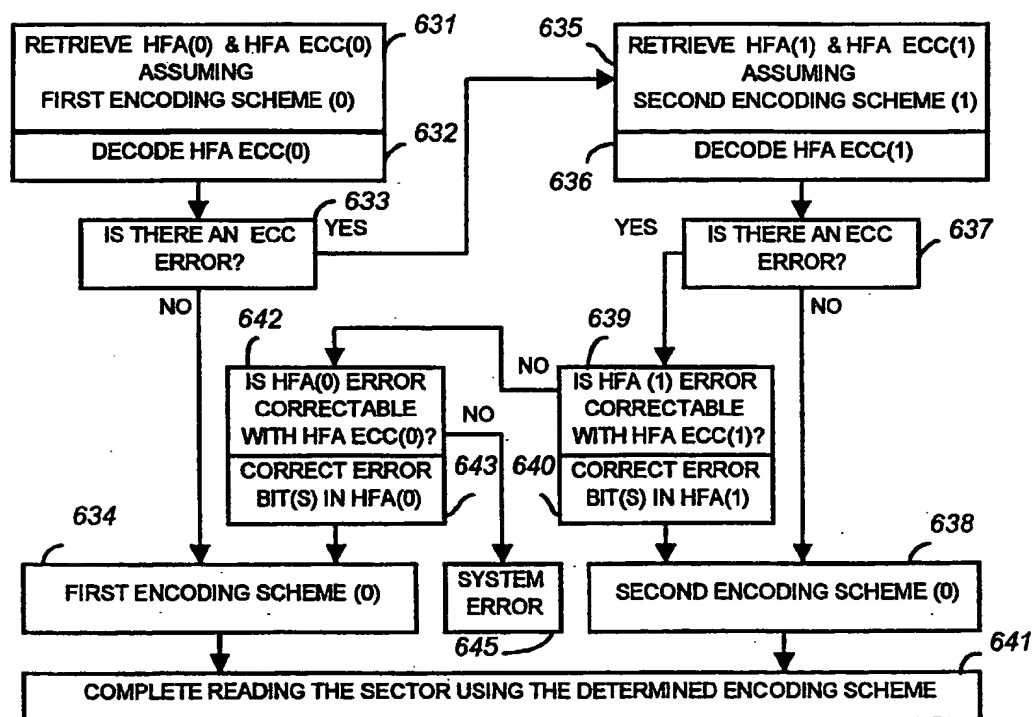 631
RETRIEVE HFA(0) & HFA ECC(0)
ASSUMING
FIRST ENCODING SCHEME (0)
632
DECODE HFA ECC(0)
633
IS THERE AN ECC
ERROR?
YES
NO
635
RETRIEVE HFA(1) & HFA ECC(1)
ASSUMING
SECOND ENCODING SCHEME (1)
636
DECODE HFA ECC(1)
YES
IS THERE AN ECC
ERROR?
637
NO
642
IS HFA(0) ERROR
CORRECTABLE
WITH HFA ECC(0)?
NO
CORRECT ERROR
BIT(S) IN HFA(0)
643
NO
639
IS HFA (1) ERROR
CORRECTABLE
WITH HFA ECC(1)?
640
CORRECT ERROR
BIT(S) IN HFA(1)
634
FIRST ENCODING SCHEME (0)
SYSTEM
ERROR
645
638
SECOND ENCODING SCHEME (0)
641
COMPLETE READING THE SECTOR USING THE DETERMINED ENCODING SCHEME